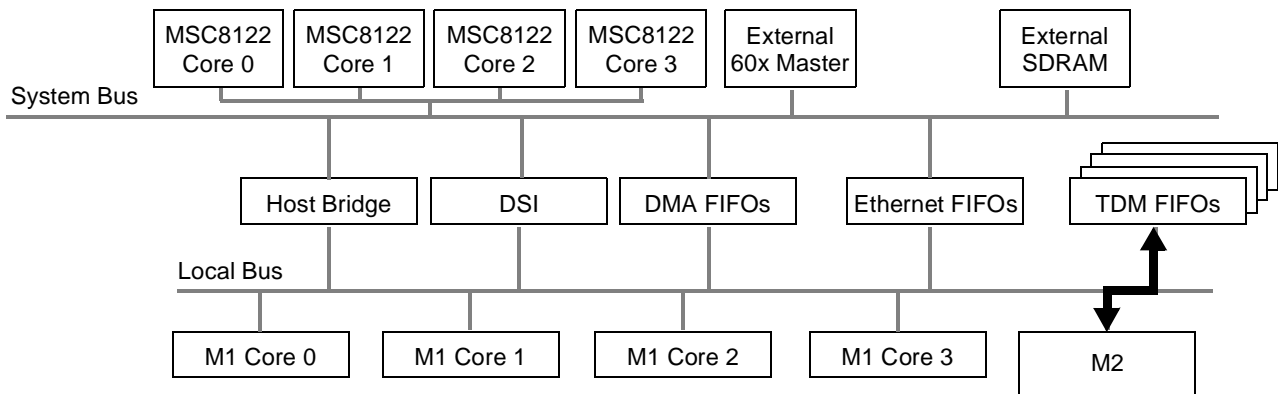 MSC8122
Core 0
MSC8122
Core 1
MSC8122
Core 2
MSC8122
Core 3
External
60x Master
External
SDRAM
System Bus
Host Bridge
DSI
DMA FIFOs
Ethernet FIFOs
TDM FIFOs
Local Bus
M1 Core 0
M1 Core 1
M1 Core 2
M1 Core 3
M2